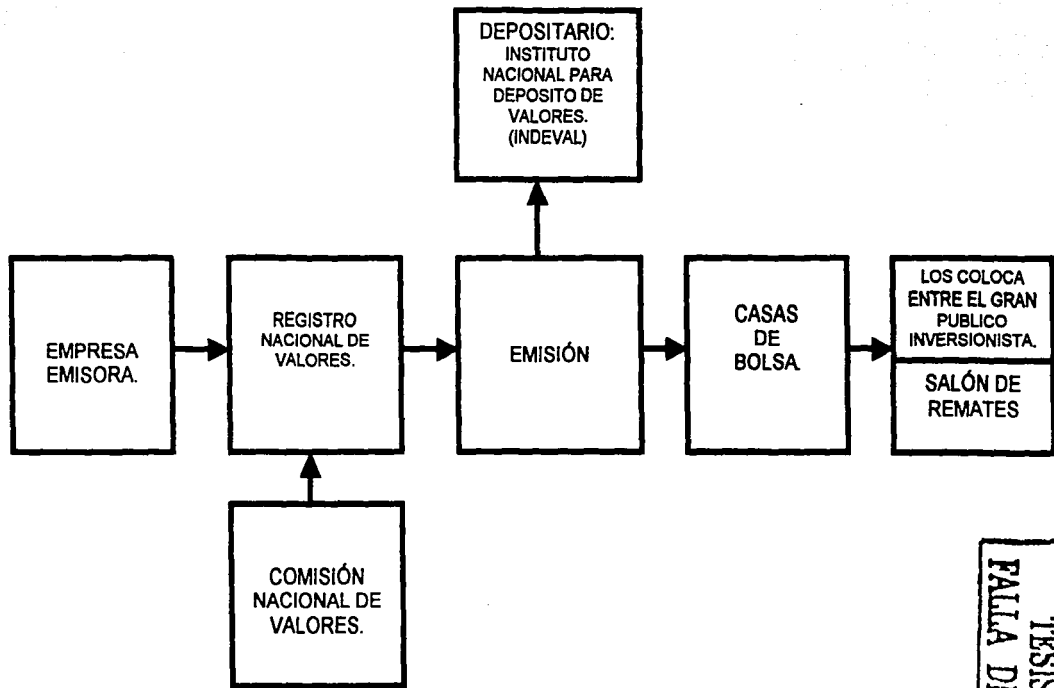 DEPOSITARIO:
INSTITUTO
NACIONAL PARA
DEPOSITO DE
VALORES.
(INDEVAL)
EMPRESA
EMISORA.
REGISTRO
NACIONAL DE
VALORES.
EMISIÓN
CASAS
DE
BOLSA.
LOS COLOCA
ENTRE EL GRAN
PUBLICO
INVERSIONISTA.
SALÓN DE
REMATES
COMISIÓN
NACIONAL DE
VALORES.
TESIS
FALLA DE